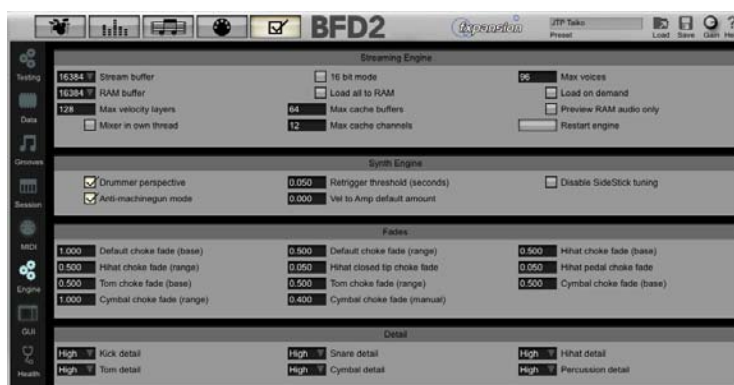 BFD2 fxpansion JTP Taiko
Preset Load Save Gain He
Streaming Engine
Testing
16384 Stream buffer 16 bit mode 96 Max voices
16384 RAM buffer Load all to RAM Load on demand
Data
128 Max velocity layers 64 Max cache buffers Preview RAM audio only
Mixer in own thread 12 Max cache channels Restart engine
Grooves
Synth Engine
Drummer perspective 0.050 Retrigger threshold (seconds) Disable SideStick tuning
Session
Anti-machinegun mode 0.000 Vel to Amp default amount
Fades
MIDI
1.000 Default choke fade (base) 0.500 Default choke fade (range) 0.500 Hihat choke fade (base)
0.500 Hihat choke fade (range) 0.050 Hihat closed tip choke fade 0.050 Hihat pedal choke fade
Engine
0.500 Tom choke fade (base) 0.500 Tom choke fade (range) 0.500 Cymbal choke fade (base)
1.000 Cymbal choke fade (range) 0.400 Cymbal choke fade (manual)
GUI
Detail
High Kick detail High Snare detail High Hihat detail
High Tom detail High Cymbal detail High Percussion detail
Health